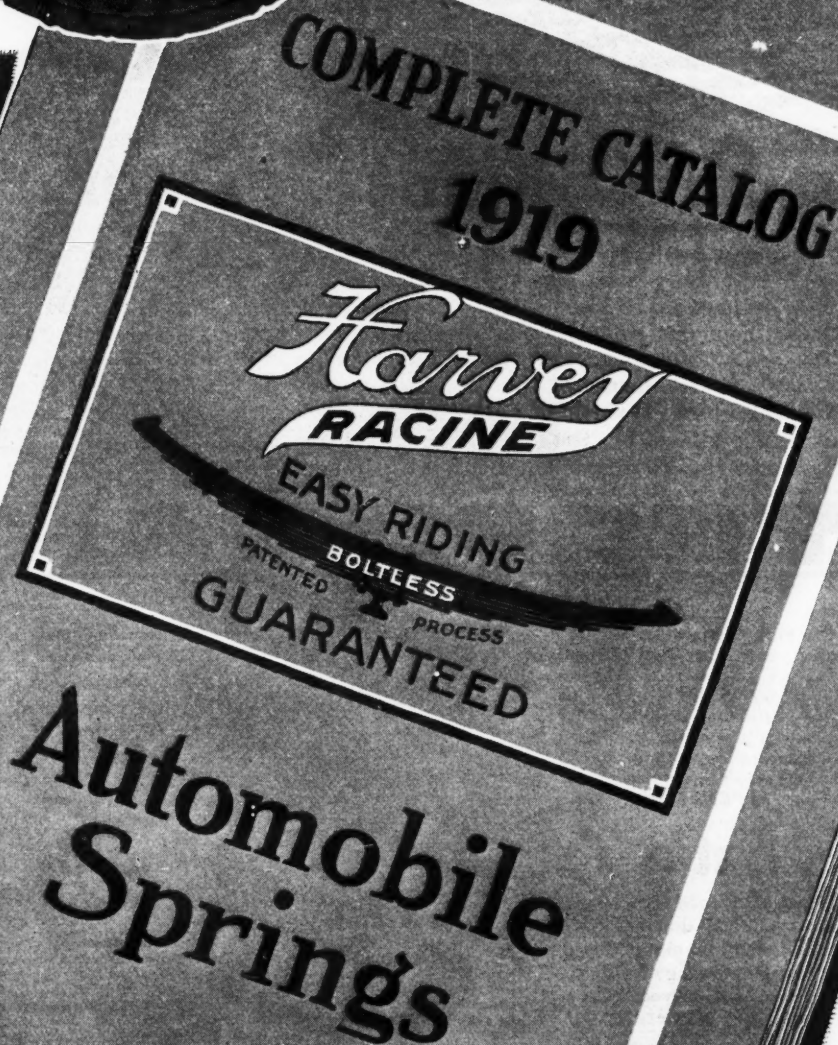 COMPLETE CATALOG
1919
Harvey
RACINE
EASY RIDING
BOLTLESS
PATENTED PROCESS
GUARANTEED
Automobile
Springs